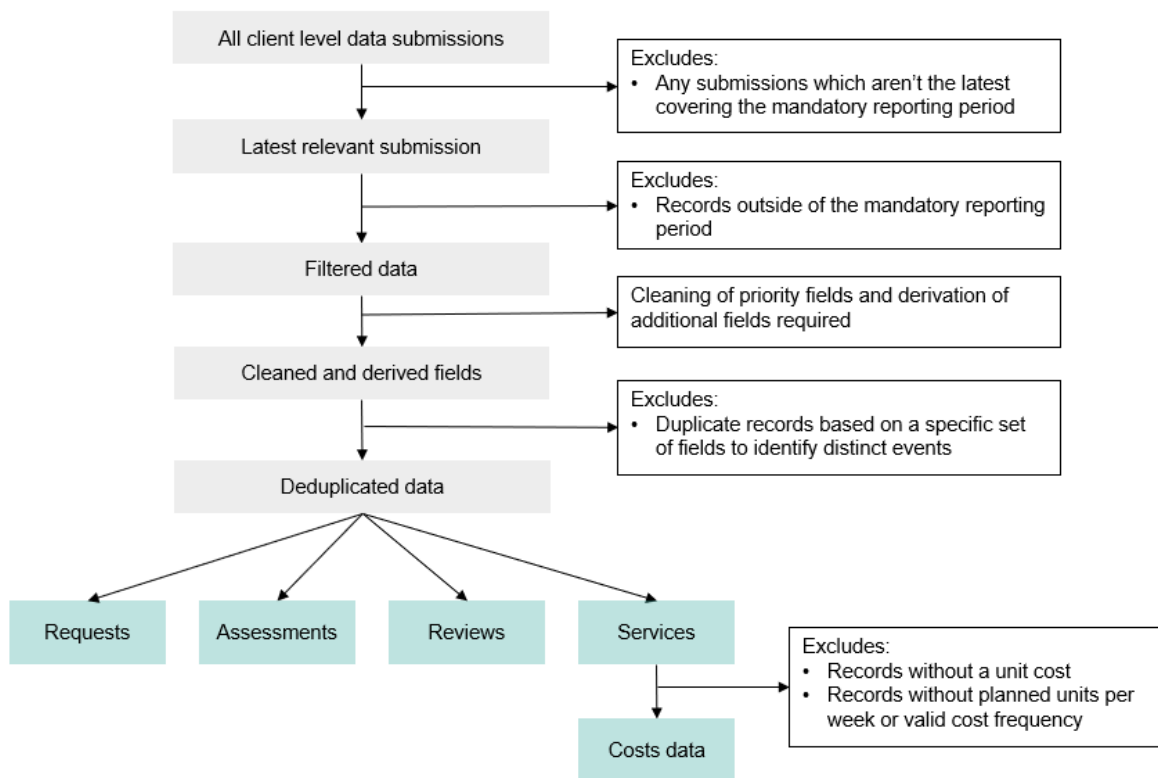 All client level data submissions
Excludes:
• Any submissions which aren’t the latest
covering the mandatory reporting period
Latest relevant submission
Excludes:
• Records outside of the mandatory reporting
period
Filtered data
Cleaning of priority fields and derivation of
additional fields required
Cleaned and derived fields
Excludes:
• Duplicate records based on a specific set
of fields to identify distinct events
Deduplicated data
Requests
Assessments
Reviews
Services
Excludes:
• Records without a unit cost
• Records without planned units per
week or valid cost frequency
Costs data